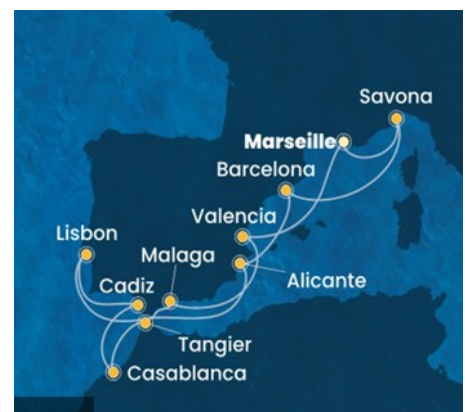 Savona
Marseille
Barcelona
Valencia
Lisbon
Malaga
Alicante
Cadiz
Tangier
Casablanca